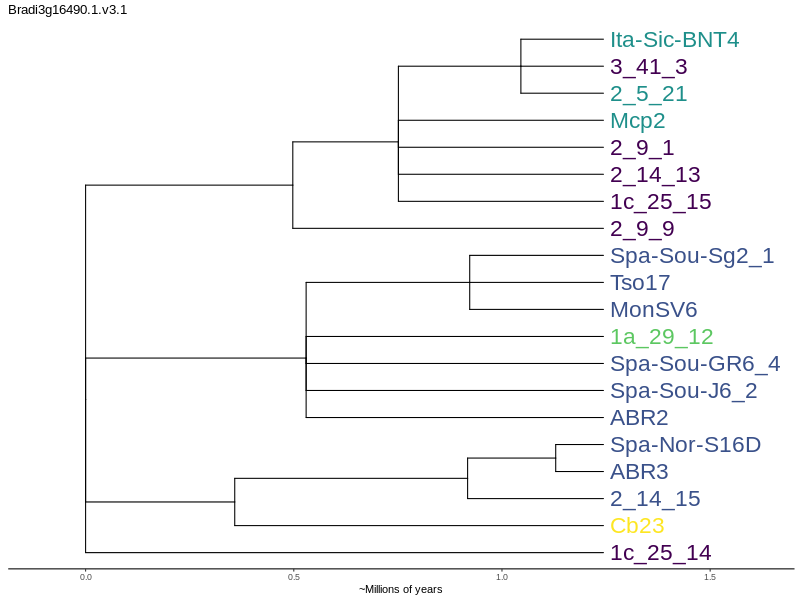 Bradi3g16490.1.v3.1
Ita-Sic-BNT4
3_41_3
2_5_21
Mcp2
2_9_1
2_14_13
1c_25_15
2_9_9
Spa-Sou-Sg2_1
Tso17
MonSV6
1a_29_12
Spa-Sou-GR6_4
Spa-Sou-J6_2
ABR2
Spa-Nor-S16D
ABR3
2_14_15
Cb23
1c_25_14
0.0 0.5 1.0 1.5
~Millions of years